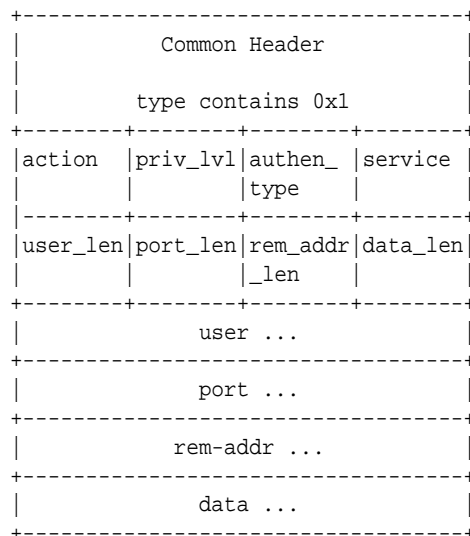 +-----------------------------------+
| Common Header |
| |
| type contains 0x1 |
+--------+--------+--------+--------+
|action |priv_lvl|authen_ |service |
| | |type | |
|--------+--------+--------+--------+
|user_len|port_len|rem_addr|data_len|
| | |_len | |
+--------+--------+--------+--------+
| user ... |
+-----------------------------------+
| port ... |
+-----------------------------------+
| rem-addr ... |
+-----------------------------------+
| data ... |
+-----------------------------------+